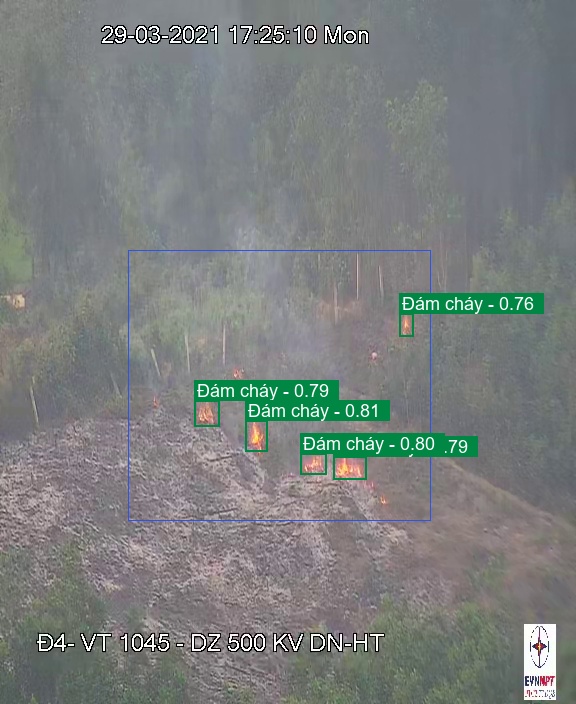 29-03-2021 17:25:10 Mon
Đám cháy - 0.76
Đám cháy - 0.79
Đám cháy - 0.81
Đám cháy - 0.80
.79
Đ4- VT 1045 - DZ 500 KV DN-HT
EVNNPT